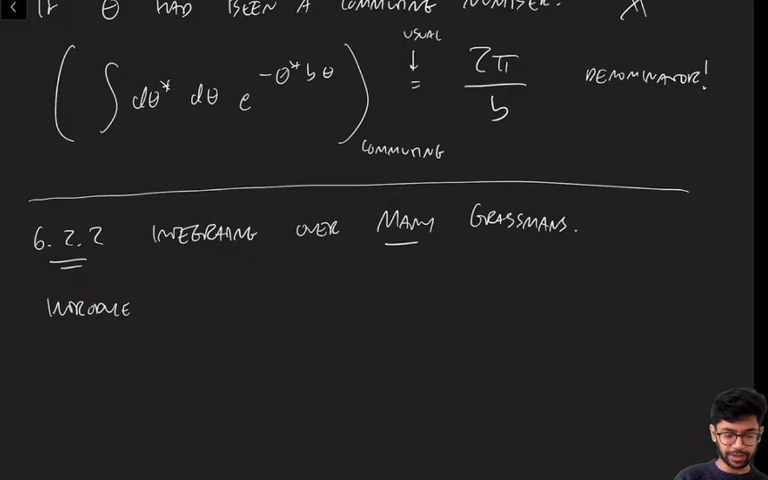 IF θ HAD BEEN A COMMUTING NUMBER:
( ∫ dθ* dθ e^{-θ* b θ} )_{COMMUTING} = 2π / b DENOMINATOR!
USUAL ↓
6.2.2 INTEGRATING OVER MANY GRASSMANS.
INTRODUCE